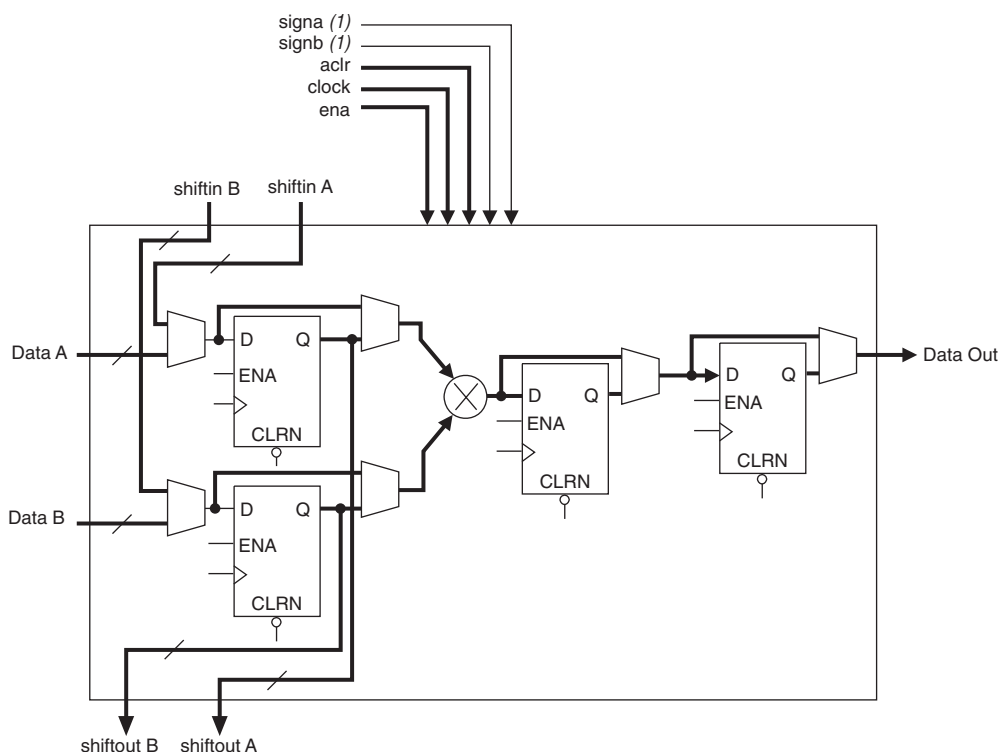 signa (1)
signb (1)
aclr
clock
ena
shiftin B
shiftin A
Data A
D Q
ENA
CLRN
Data B
D Q
ENA
CLRN
D Q
ENA
CLRN
D Q
ENA
CLRN
Data Out
shiftout B
shiftout A